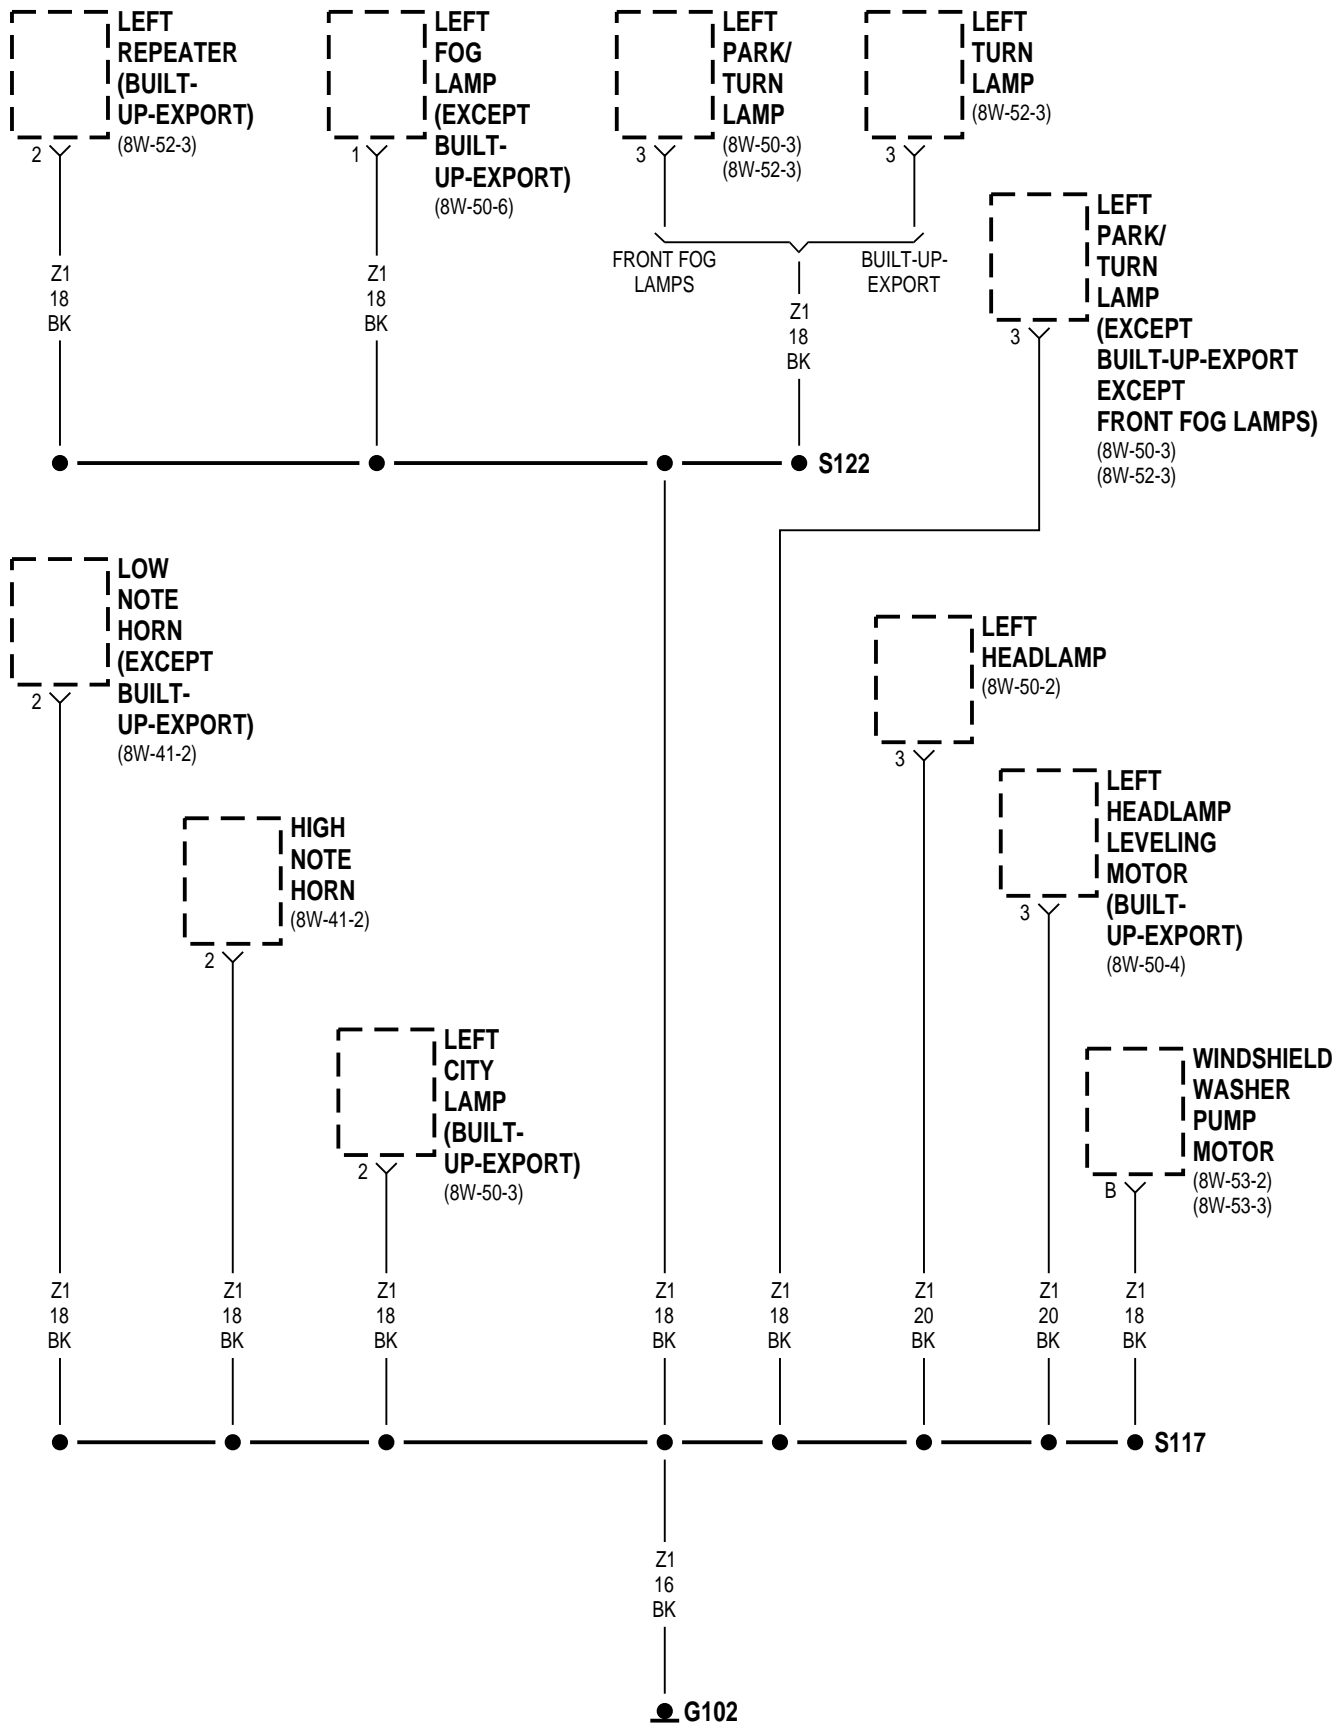 LEFT
REPEATER
(BUILT-
UP-EXPORT)
(8W-52-3)
2
Z1
18
BK
LEFT
FOG
LAMP
(EXCEPT
BUILT-
UP-EXPORT)
(8W-50-6)
1
Z1
18
BK
LEFT
PARK/
TURN
LAMP
(8W-50-3)
(8W-52-3)
3
FRONT FOG
LAMPS
LEFT
TURN
LAMP
(8W-52-3)
3
BUILT-UP-
EXPORT
Z1
18
BK
S122
LEFT
PARK/
TURN
LAMP
(EXCEPT
BUILT-UP-EXPORT
EXCEPT
FRONT FOG LAMPS)
(8W-50-3)
(8W-52-3)
3
LOW
NOTE
HORN
(EXCEPT
BUILT-
UP-EXPORT)
(8W-41-2)
2
HIGH
NOTE
HORN
(8W-41-2)
2
LEFT
CITY
LAMP
(BUILT-
UP-EXPORT)
(8W-50-3)
2
LEFT
HEADLAMP
(8W-50-2)
3
LEFT
HEADLAMP
LEVELING
MOTOR
(BUILT-
UP-EXPORT)
(8W-50-4)
3
WINDSHIELD
WASHER
PUMP
MOTOR
(8W-53-2)
(8W-53-3)
B
Z1
18
BK
Z1
18
BK
Z1
18
BK
Z1
18
BK
Z1
18
BK
Z1
20
BK
Z1
20
BK
Z1
18
BK
S117
Z1
16
BK
G102